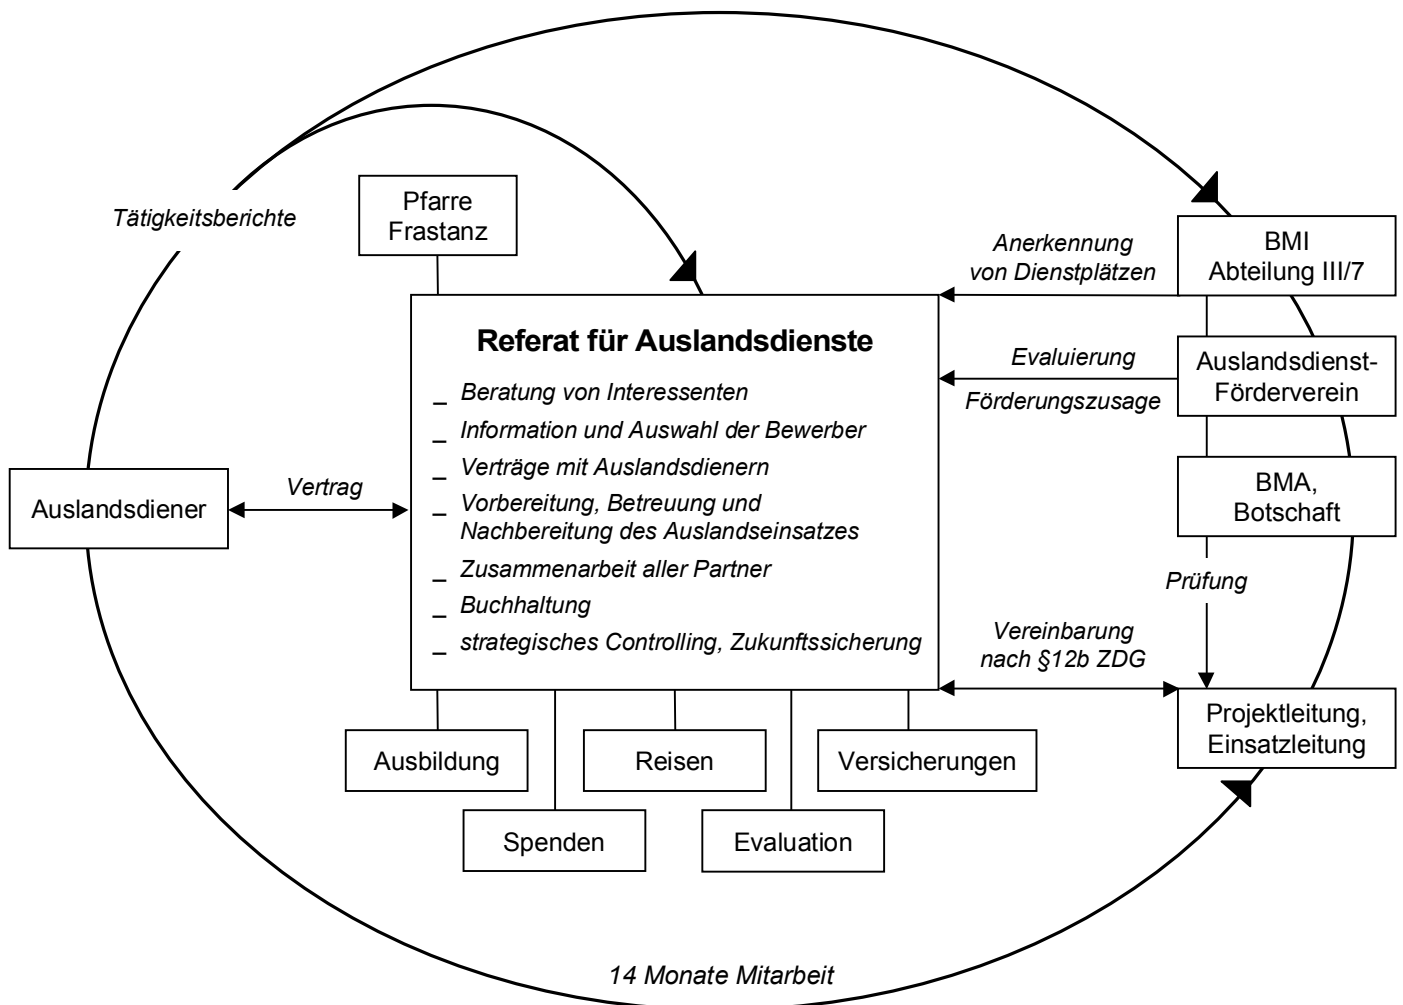 Tätigkeitsberichte
Pfarre
Frastanz
Anerkennung
von Dienstplätzen
BMI
Abteilung III/7
Referat für Auslandsdienste
_ Beratung von Interessenten
_ Information und Auswahl der Bewerber
_ Verträge mit Auslandsdienern
_ Vorbereitung, Betreuung und
Nachbereitung des Auslandseinsatzes
_ Zusammenarbeit aller Partner
_ Buchhaltung
_ strategisches Controlling, Zukunftssicherung
Evaluierung
Förderungszusage
Auslandsdienst-
Förderverein
Auslandsdiener
Vertrag
BMA,
Botschaft
Prüfung
Vereinbarung
nach §12b ZDG
Projektleitung,
Einsatzleitung
Ausbildung
Reisen
Versicherungen
Spenden
Evaluation
14 Monate Mitarbeit